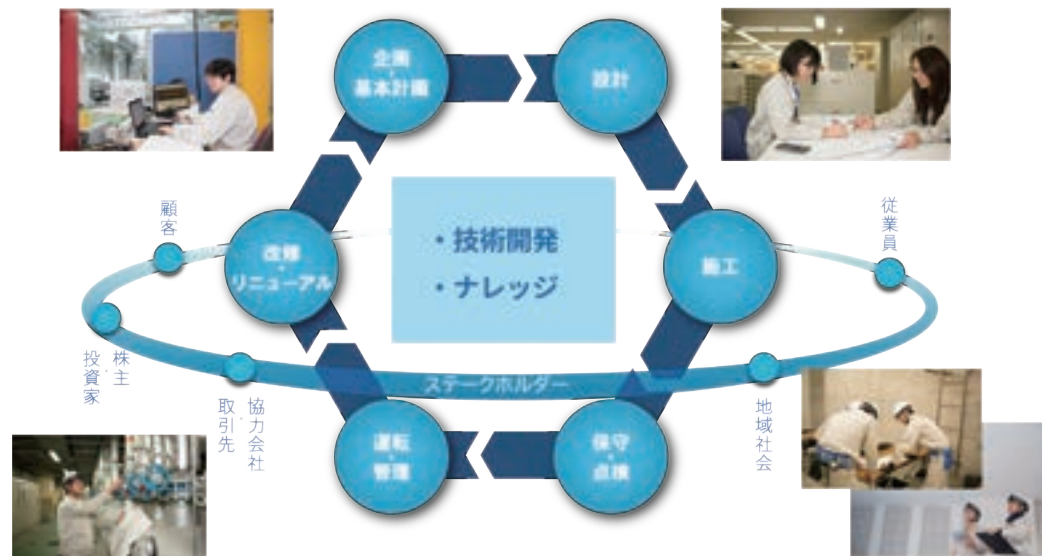 企画
・
基本計画
設計
顧客
従業員
・技術開発
・ナレッジ
改修
・
リニューアル
施工
株主
・
投資家
ステークホルダー
協力会社
・
取引先
地域社会
運転
・
管理
保守
・
点検